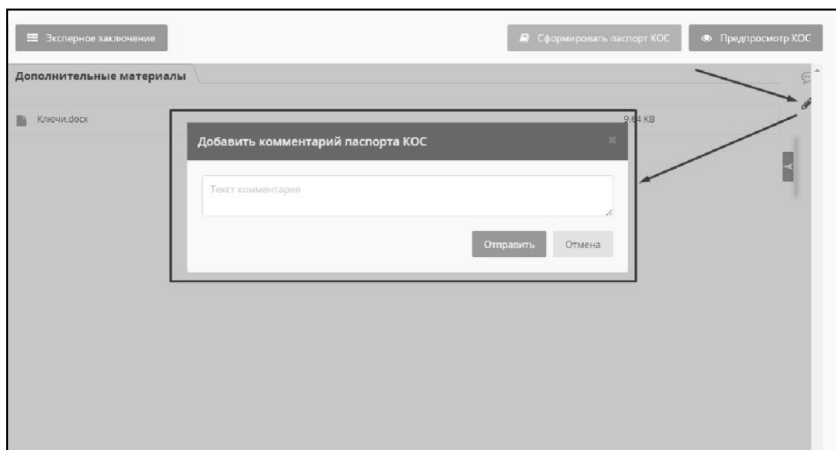 Эксперное заключение
Сформировать паспорт КОС
Предпросмотр КОС
Дополнительные материалы
Ключи.docx
9.64 KB
Добавить комментарий паспорта КОС
Текст комментария
Отправить
Отмена